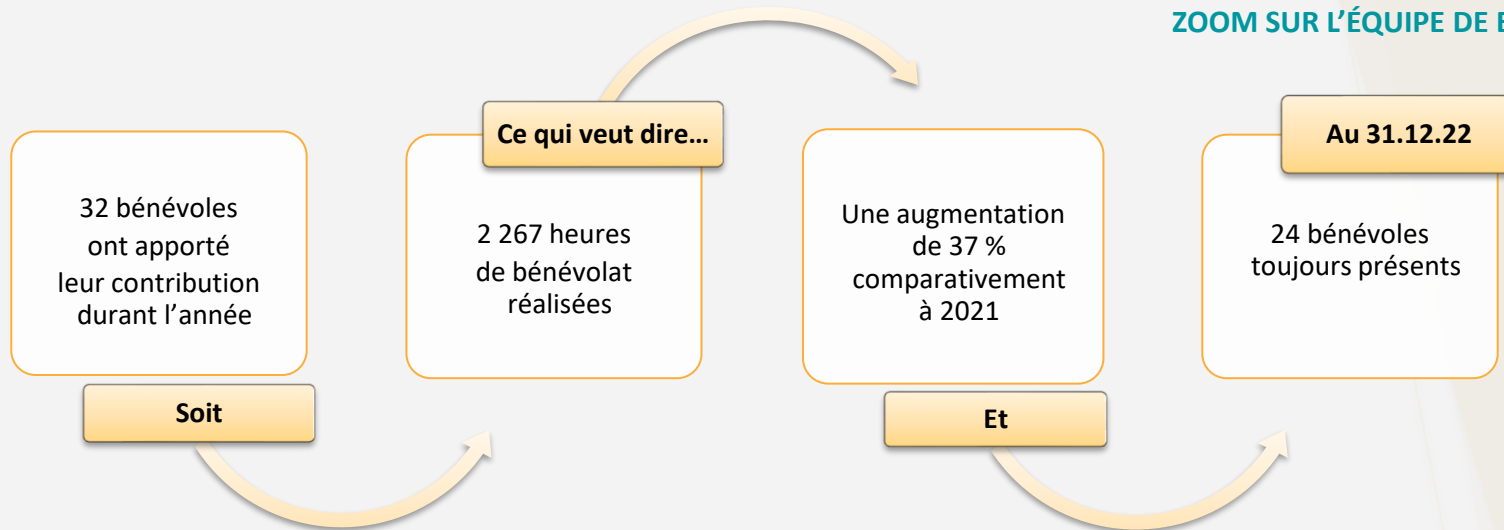 ZOOM SUR L'ÉQUIPE DE
32 bénévoles
ont apporté
leur contribution
durant l'année
Soit
Ce qui veut dire…
2 267 heures
de bénévolat
réalisées
Une augmentation
de 37 %
comparativement
à 2021
Et
Au 31.12.22
24 bénévoles
toujours présents